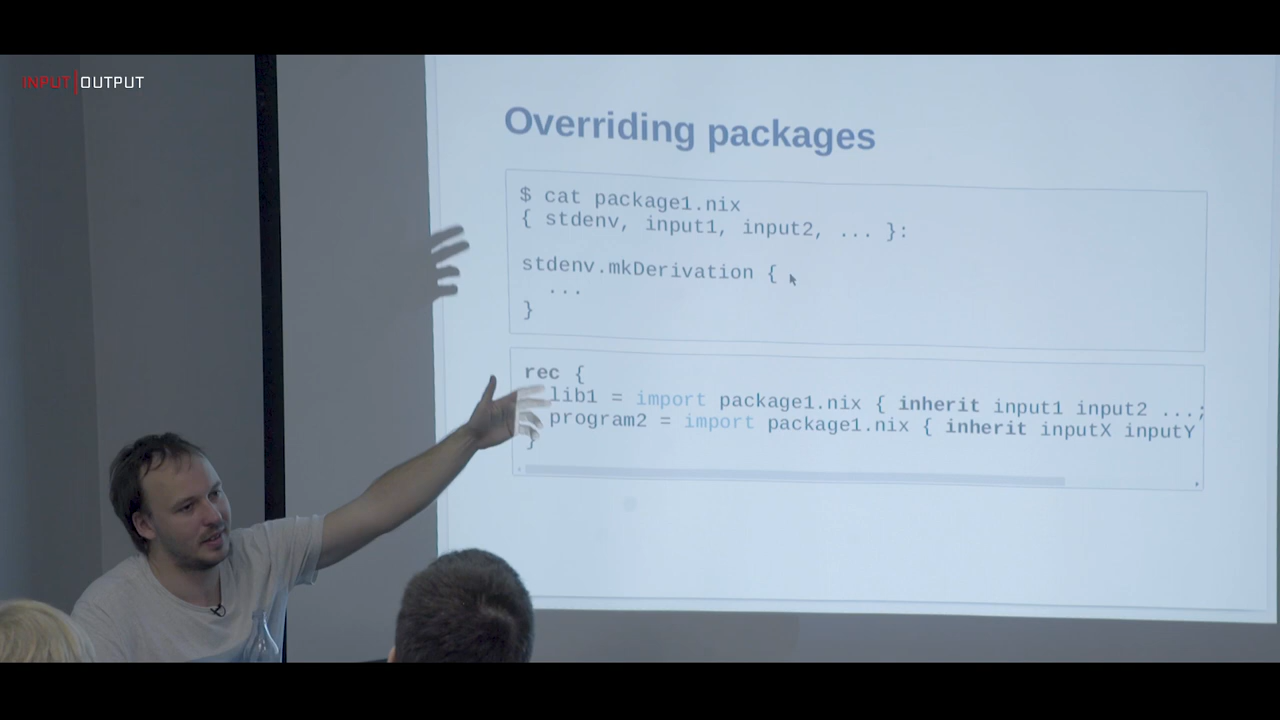 INPUT|OUTPUT
Overriding packages
$ cat package1.nix
{ stdenv, input1, input2, ... }:
stdenv.mkDerivation {
...
}
rec {
lib1 = import package1.nix { inherit input1 input2 ...;
program2 = import package1.nix { inherit inputX inputY
}